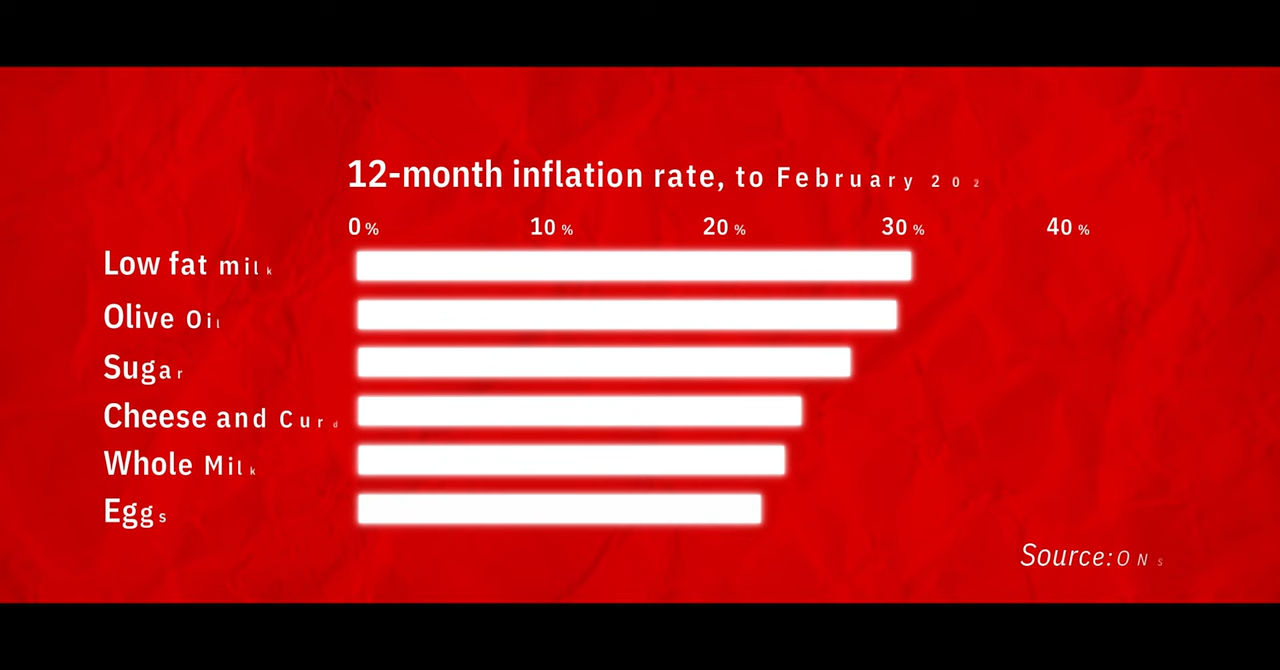 12-month inflation rate, to February 202
0% 10% 20% 30% 40%
Low fat milk
Olive Oil
Sugar
Cheese and Curd
Whole Milk
Eggs
Source:ONS